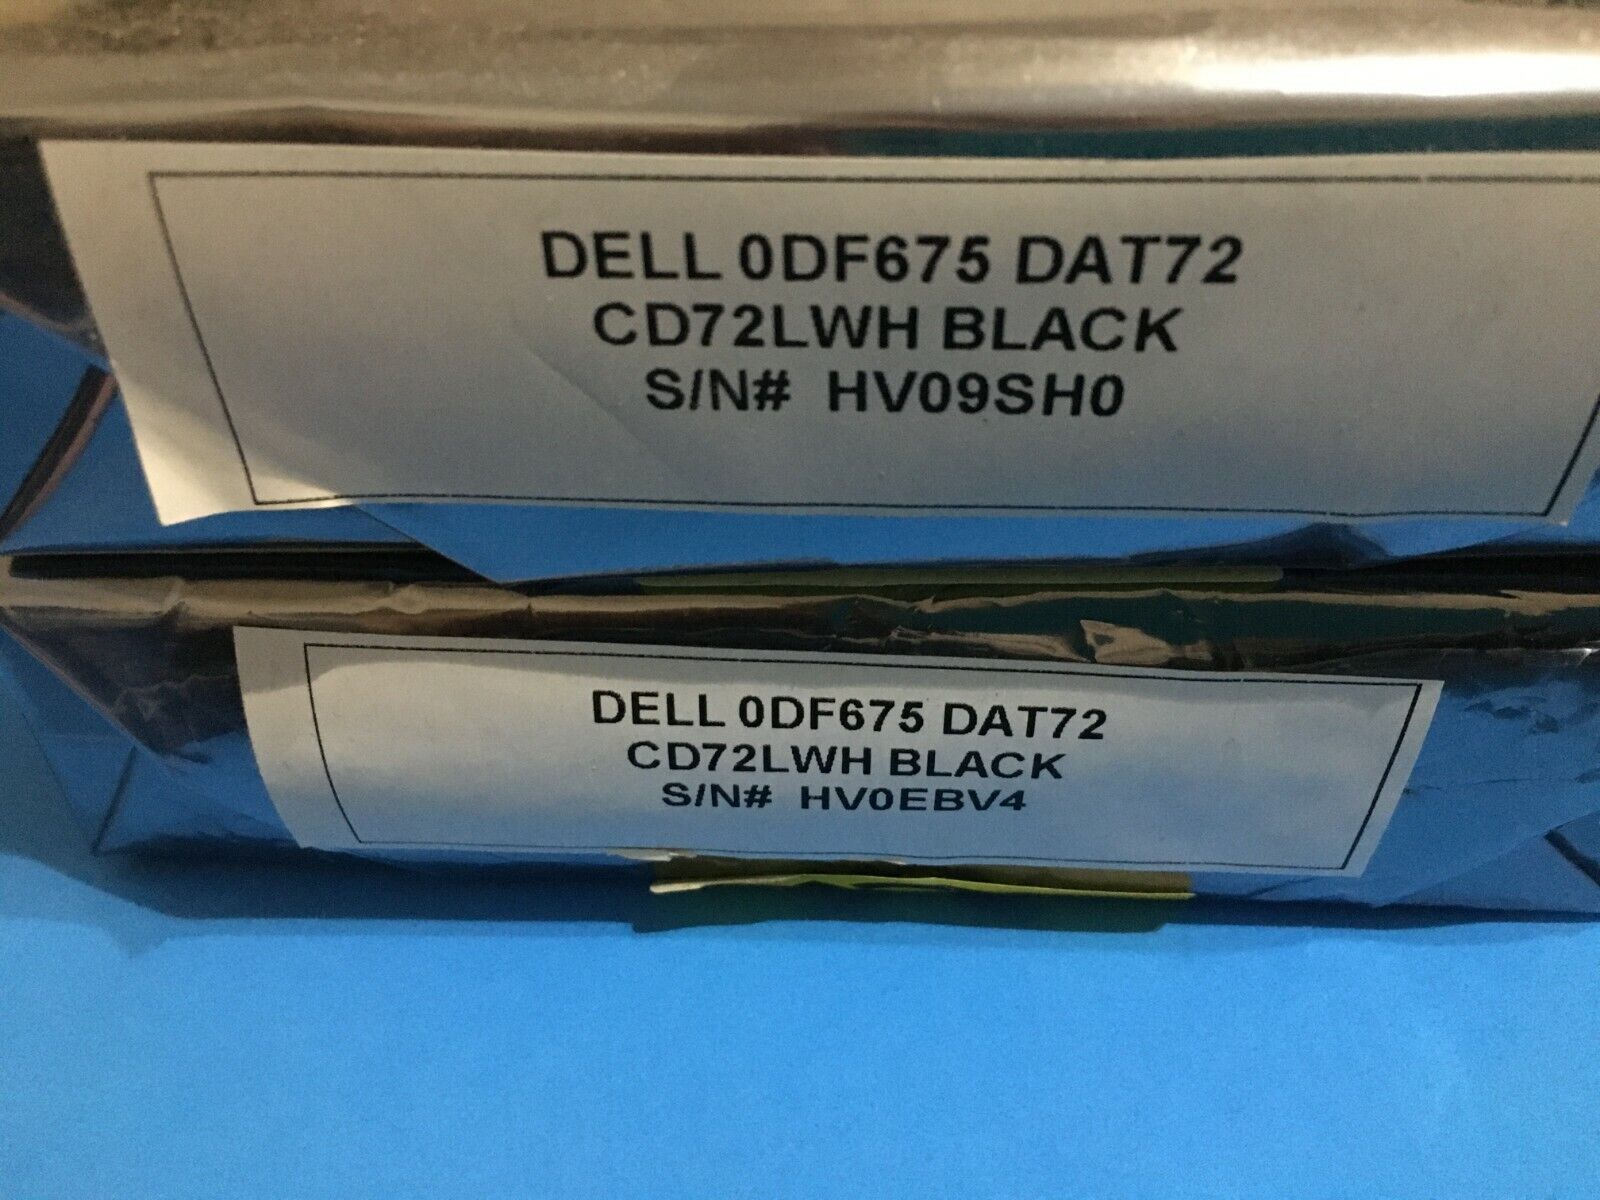 DELL 0DF675 DAT72
CD72LWH BLACK
S/N# HV09SH0
DELL 0DF675 DAT72
CD72LWH BLACK
S/N# HV0EBV4